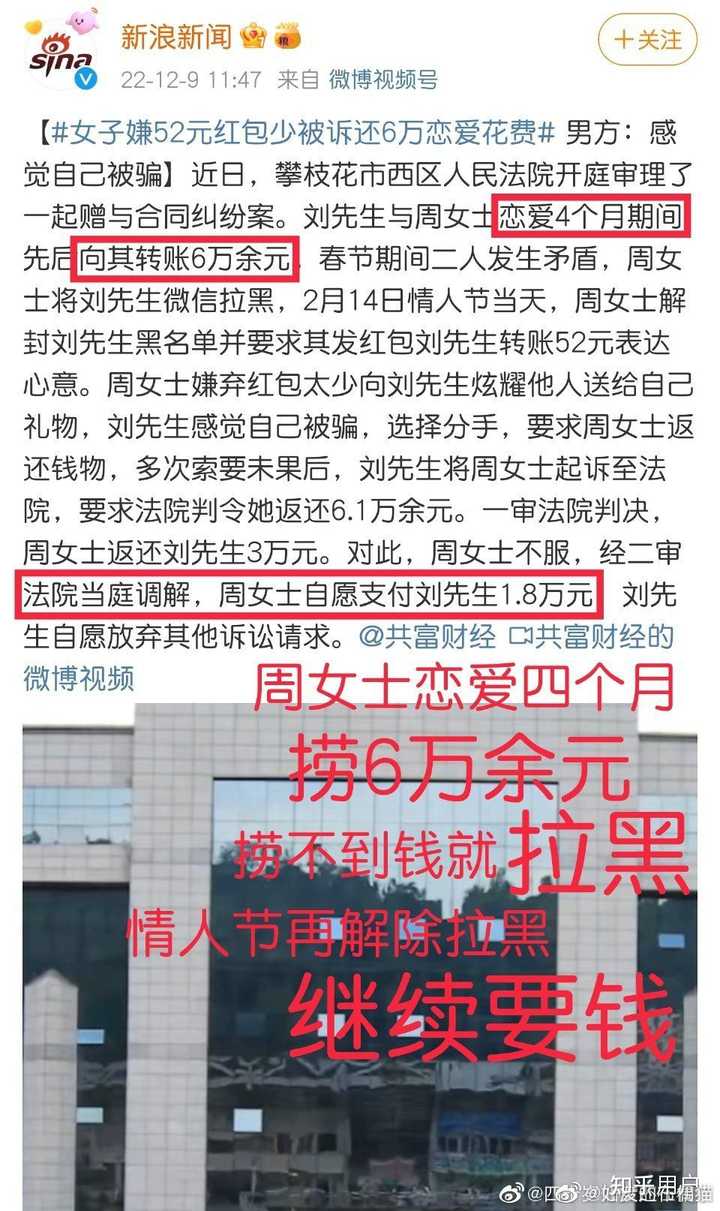 sina
新浪新闻
+关注
22-12-9 11:47 来自 微博视频号
【#女子嫌52元红包少被诉还6万恋爱花费# 男方：感
觉自己被骗】近日，攀枝花市西区人民法院开庭审理了
一起赠与合同纠纷案。刘先生与周女士恋爱4个月期间
先后向其转账6万余元，春节期间二人发生矛盾，周女
士将刘先生微信拉黑，2月14日情人节当天，周女士解
封刘先生黑名单并要求其发红包刘先生转账52元表达
心意。周女士嫌弃红包太少向刘先生炫耀他人送给自己
礼物，刘先生感觉自己被骗，选择分手，要求周女士返
还钱物，多次索要未果后，刘先生将周女士起诉至法
院，要求法院判令她返还6.1万余元。一审法院判决，
周女士返还刘先生3万元。对此，周女士不服，经二审
法院当庭调解，周女士自愿支付刘先生1.8万元 刘先
生自愿放弃其他诉讼请求。@共富财经 共富财经的
微博视频
周女士恋爱四个月
捞6万余元
捞不到钱就拉黑
情人节再解除拉黑
继续要钱
知乎用户